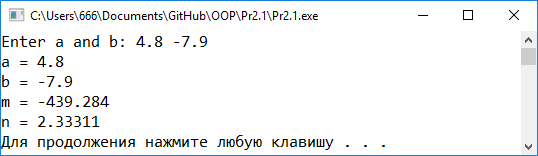 C:\Users\666\Documents\GitHub\OOP\Pr2.1\Pr2.1.exe
Enter a and b: 4.8 -7.9
a = 4.8
b = -7.9
m = -439.284
n = 2.33311
Для продолжения нажмите любую клавишу . . .